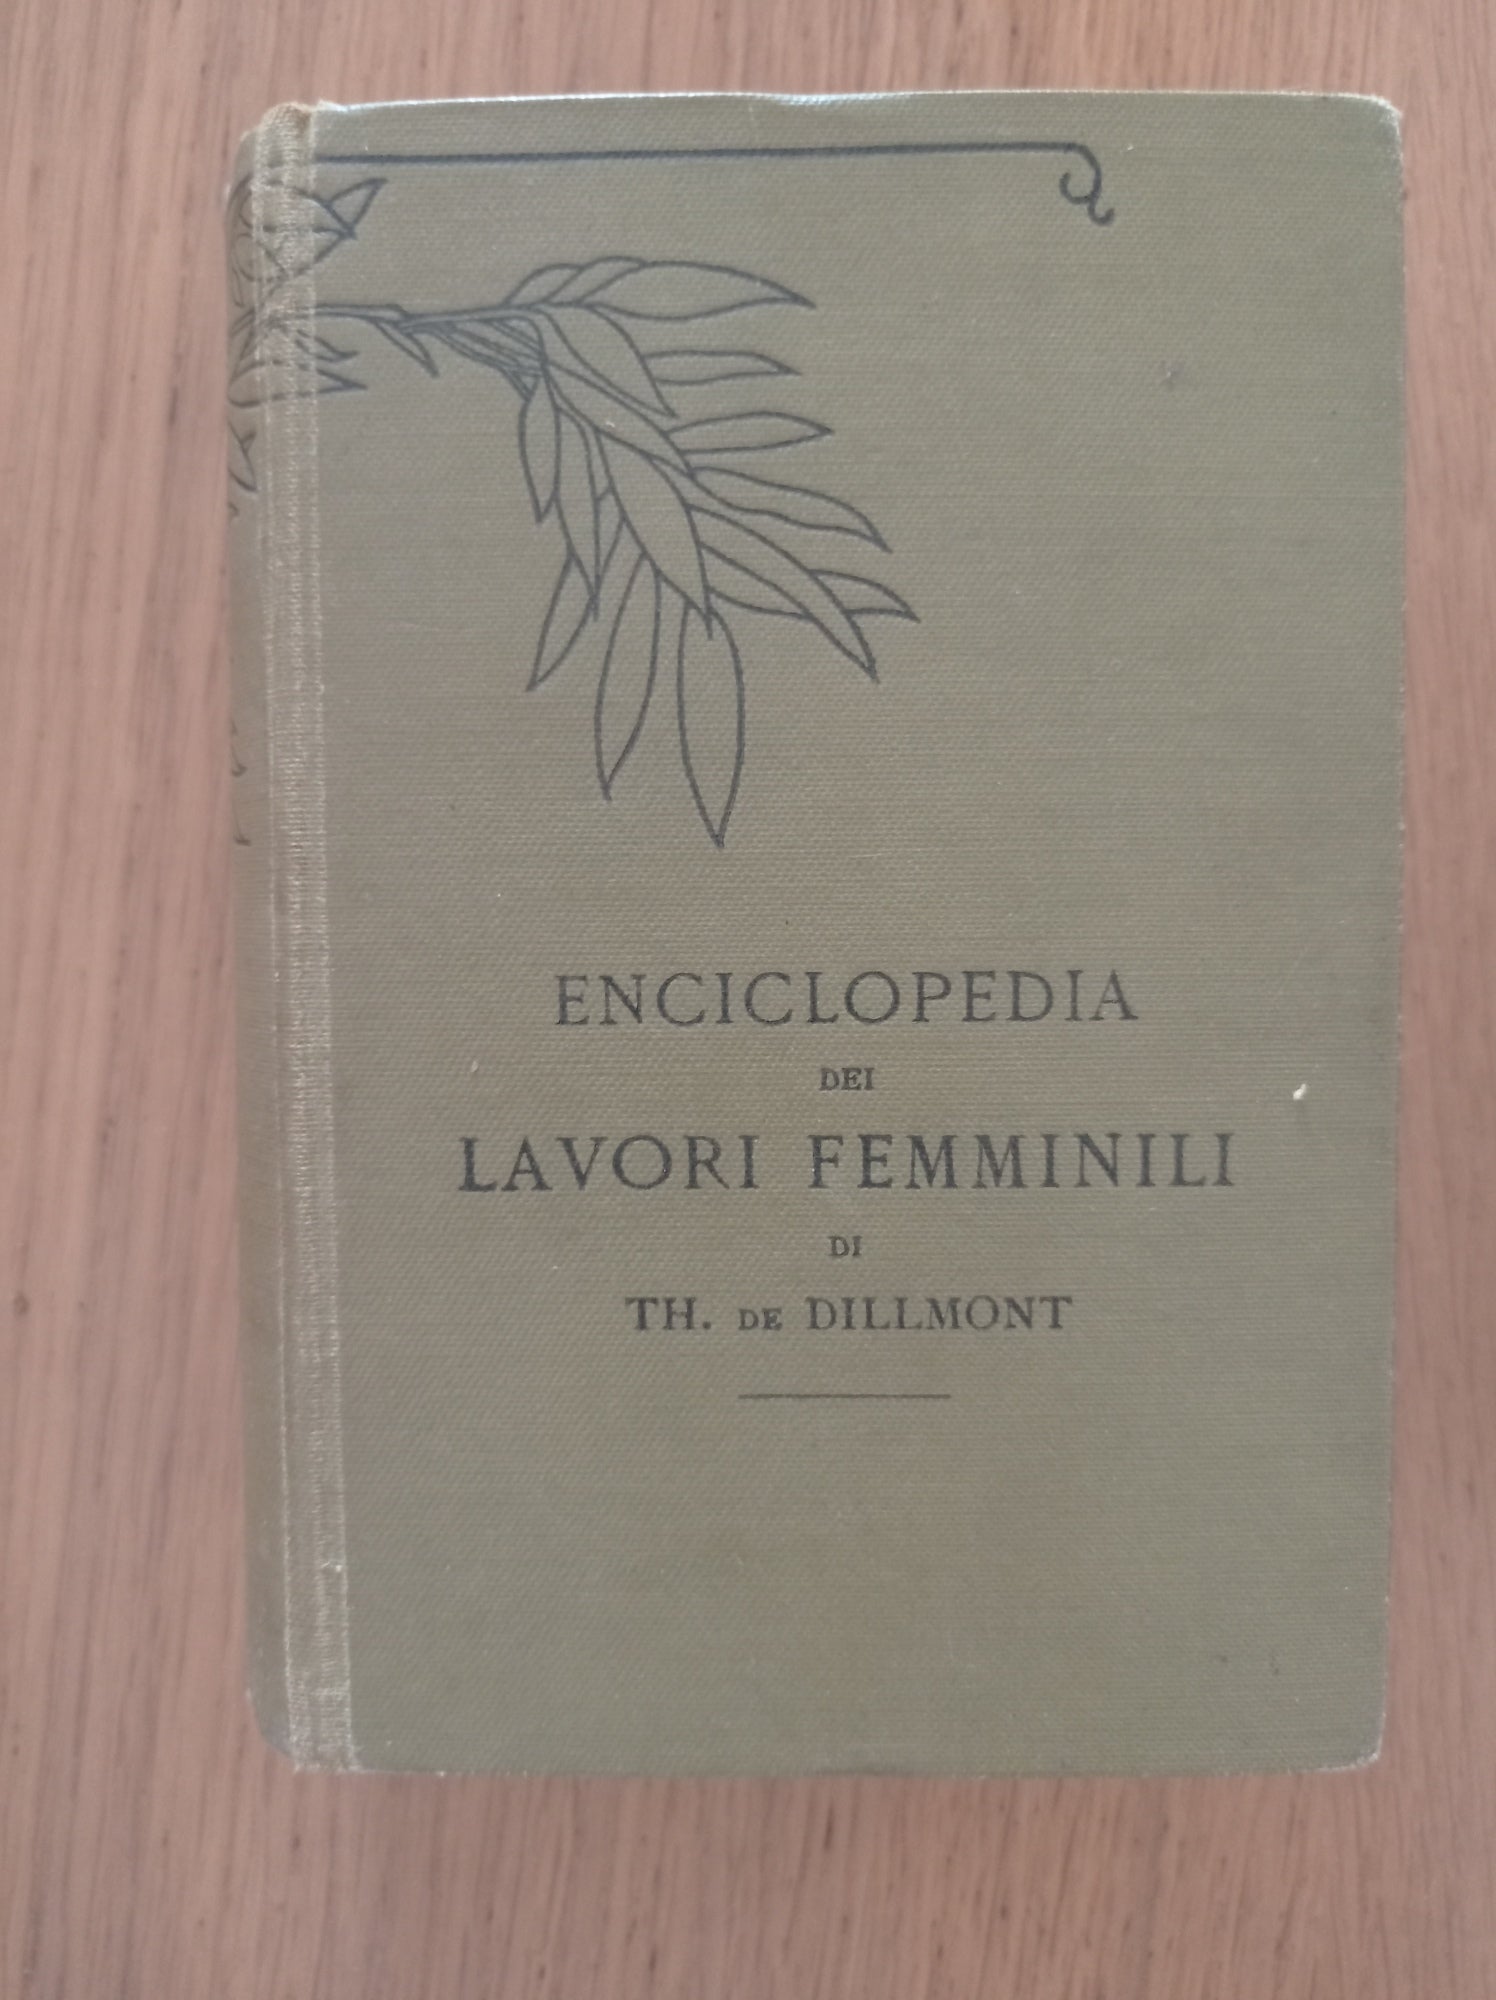 ENCICLOPEDIA
DEI
LAVORI FEMMINILI
DI
TH. DE DILLMONT